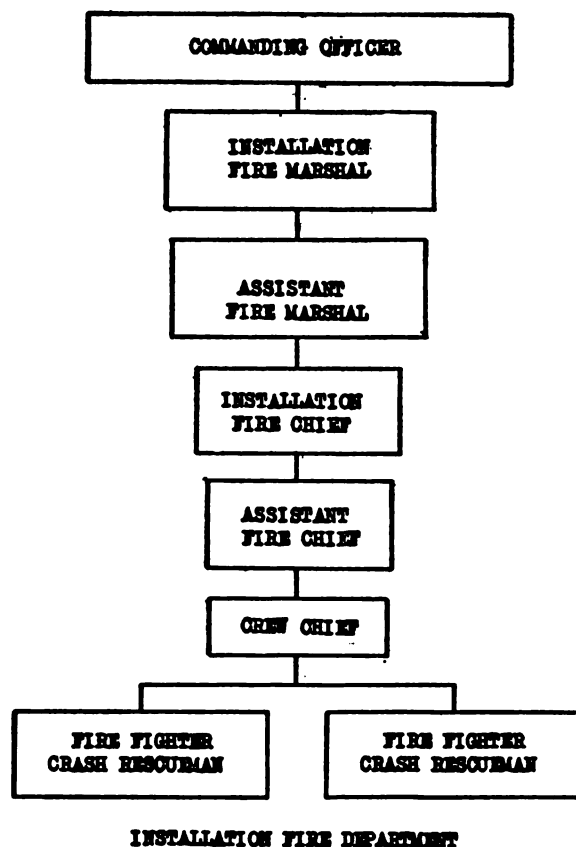 COMMANDING OFFICER
INSTALLATION
FIRE MARSHAL
ASSISTANT
FIRE MARSHAL
INSTALLATION
FIRE CHIEF
ASSISTANT
FIRE CHIEF
CREW CHIEF
FIRE FIGHTER
CRASH RESCUEMAN
FIRE FIGHTER
CRASH RESCUEMAN
INSTALLATION FIRE DEPARTMENT